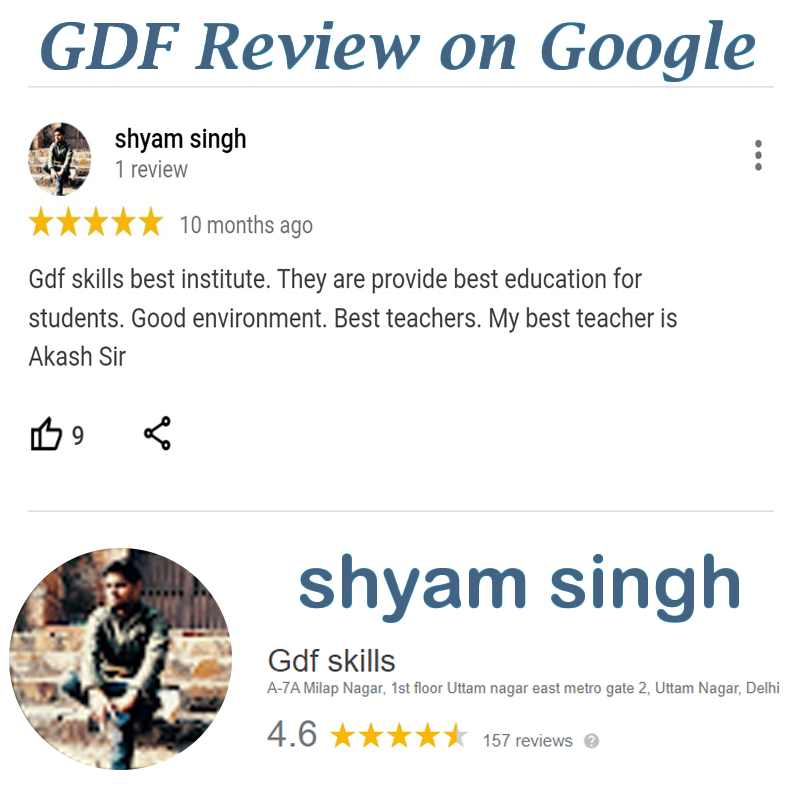 GDF Review on Google
shyam singh
1 review
10 months ago
Gdf skills best institute. They are provide best education for
students. Good environment. Best teachers. My best teacher is
Akash Sir
9
shyam singh
Gdf skills
A-7A Milap Nagar, 1st floor Uttam nagar east metro gate 2, Uttam Nagar, Delhi
4.6 157 reviews ?